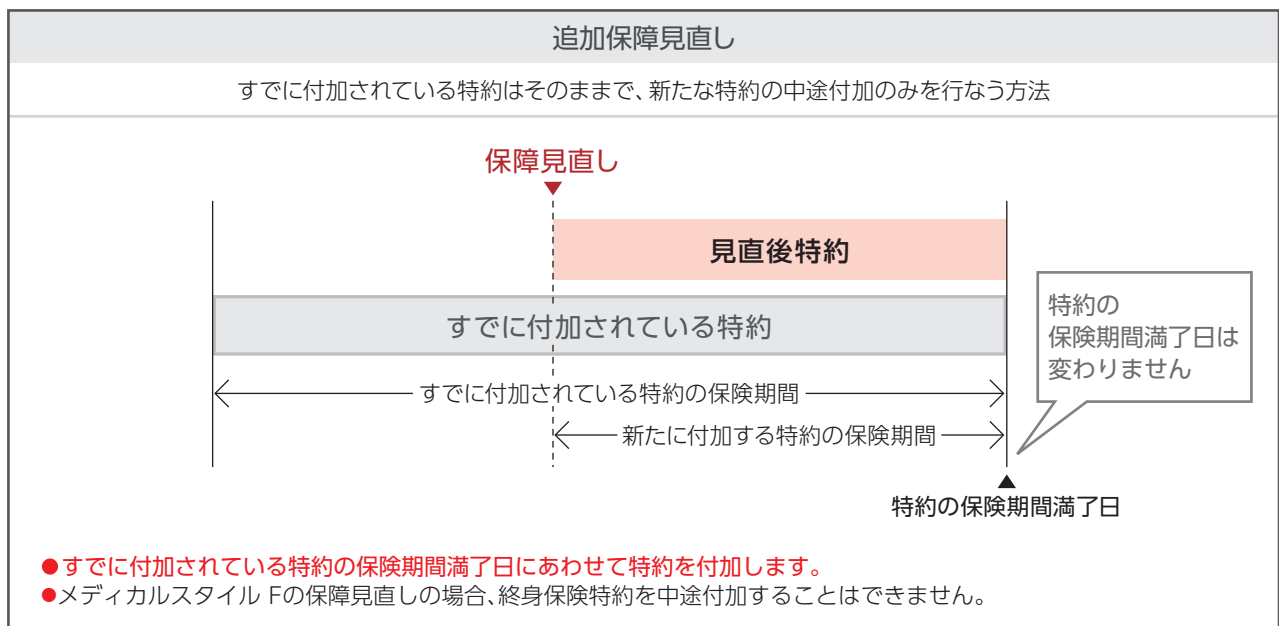 追加保障見直し
すでに付加されている特約はそのままで、新たな特約の中途付加のみを行なう方法
保障見直し
見直後特約
すでに付加されている特約
特約の
保険期間満了日は
変わりません
すでに付加されている特約の保険期間
新たに付加する特約の保険期間
特約の保険期間満了日
●すでに付加されている特約の保険期間満了日にあわせて特約を付加します。
●メディカルスタイル Fの保障見直しの場合、終身保険特約を中途付加することはできません。